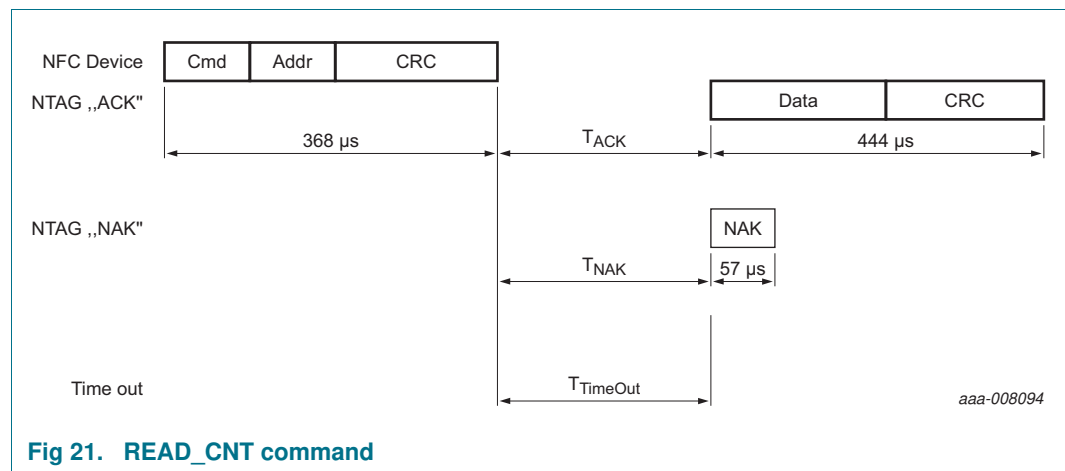 NFC Device Cmd Addr CRC
NTAG ,,ACK" Data CRC
368 µs TACK 444 µs
NTAG ,,NAK" NAK
TNAK 57 µs
Time out TTimeOut aaa-008094
Fig 21. READ_CNT command